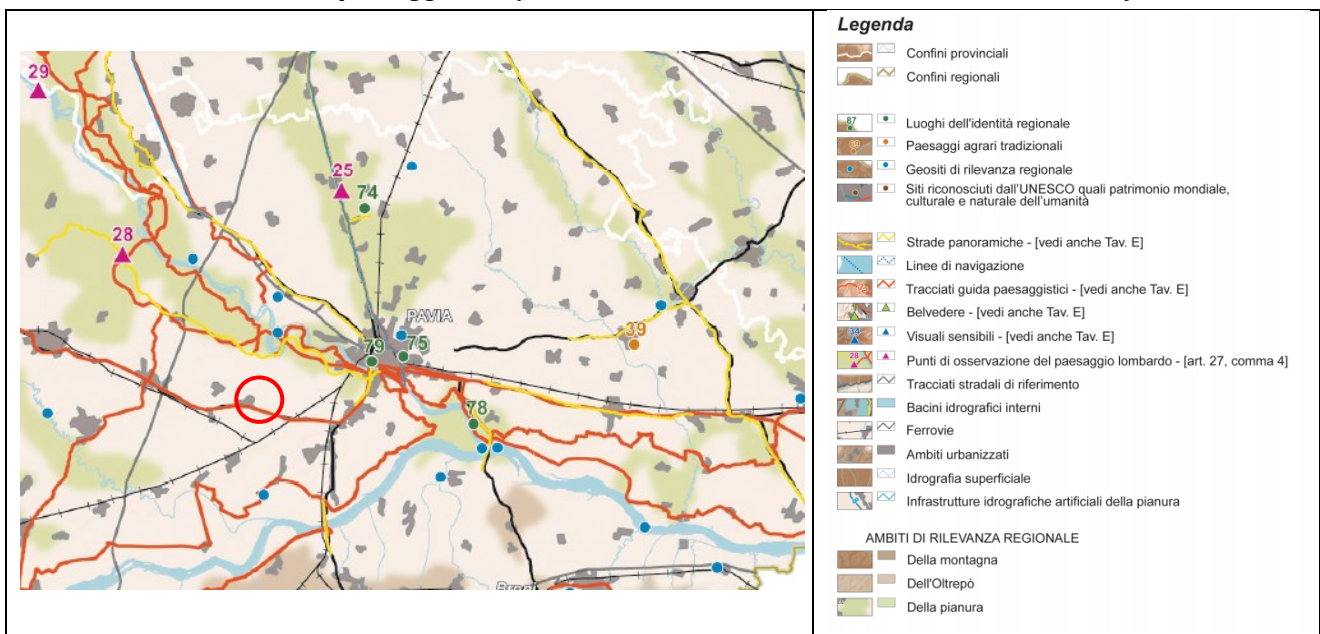 29
25
74
28
PAVIA
39
79
75
78
Legenda
Confini provinciali
Confini regionali
87
Luoghi dell'identità regionale
Paesaggi agrari tradizionali
Geositi di rilevanza regionale
Siti riconosciuti dall'UNESCO quali patrimonio mondiale,
culturale e naturale dell'umanità
Strade panoramiche - [vedi anche Tav. E]
Linee di navigazione
Tracciati guida paesaggistici - [vedi anche Tav. E]
Belvedere - [vedi anche Tav. E]
34
Visuali sensibili - [vedi anche Tav. E]
28
Punti di osservazione del paesaggio lombardo - [art. 27, comma 4]
Tracciati stradali di riferimento
Bacini idrografici interni
Ferrovie
Ambiti urbanizzati
Idrografia superficiale
Infrastrutture idrografiche artificiali della pianura
AMBITI DI RILEVANZA REGIONALE
Della montagna
Dell'Oltrepò
Della pianura